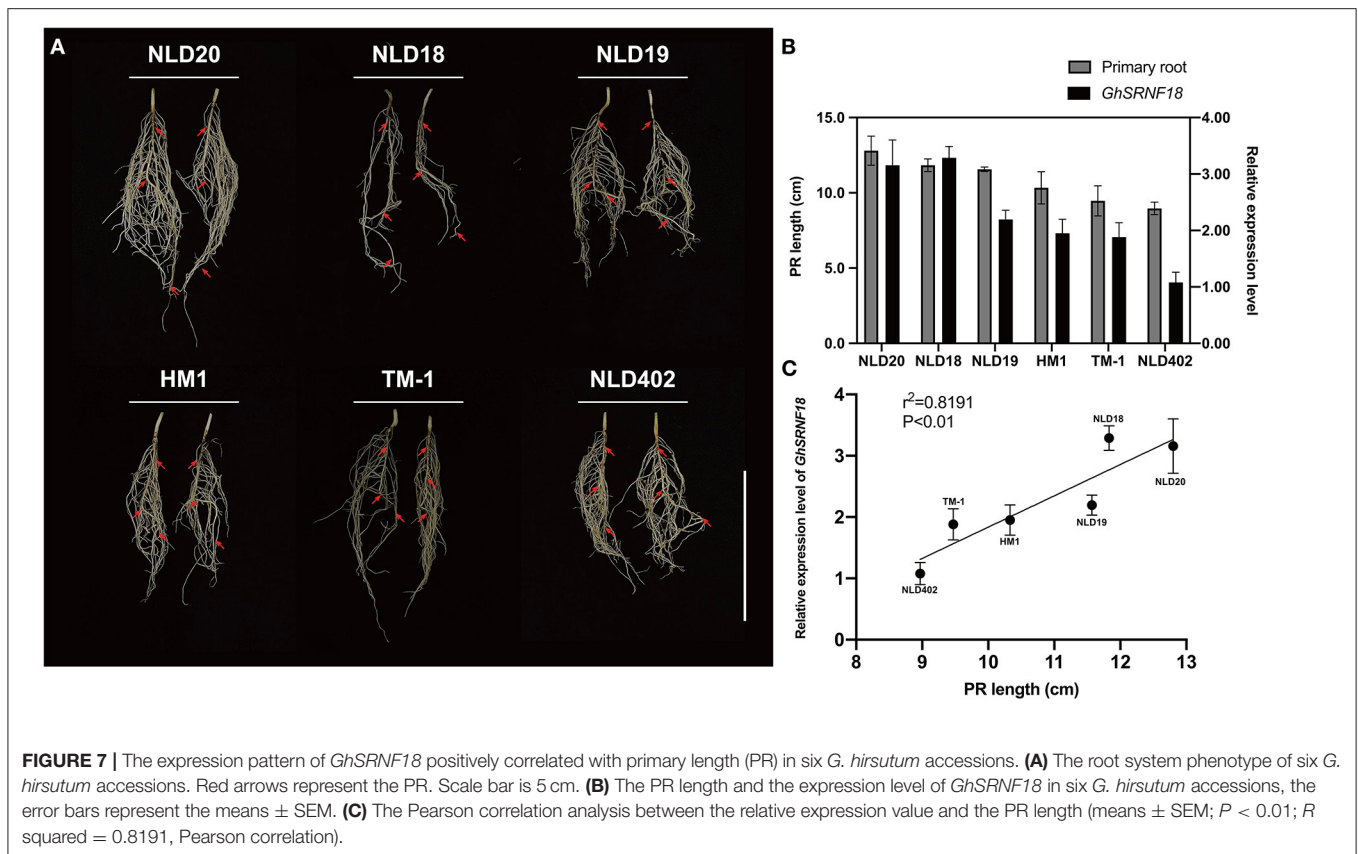 A
NLD20
NLD18
NLD19
HM1
TM-1
NLD402
B
Primary root
GhSRNF18
15.0
10.0
5.0
0.0
PR length (cm)
4.00
3.00
2.00
1.00
0.00
Relative expression level
NLD20
NLD18
NLD19
HM1
TM-1
NLD402
C
r²=0.8191
P<0.01
4
3
2
1
0
Relative expression level of GhSRNF18
NLD18
NLD20
TM-1
NLD19
HM1
NLD402
8
9
10
11
12
13
PR length (cm)
FIGURE 7 | The expression pattern of GhSRNF18 positively correlated with primary length (PR) in six G. hirsutum accessions. (A) The root system phenotype of six G.
hirsutum accessions. Red arrows represent the PR. Scale bar is 5 cm. (B) The PR length and the expression level of GhSRNF18 in six G. hirsutum accessions, the
error bars represent the means ± SEM. (C) The Pearson correlation analysis between the relative expression value and the PR length (means ± SEM; P < 0.01; R
squared = 0.8191, Pearson correlation).